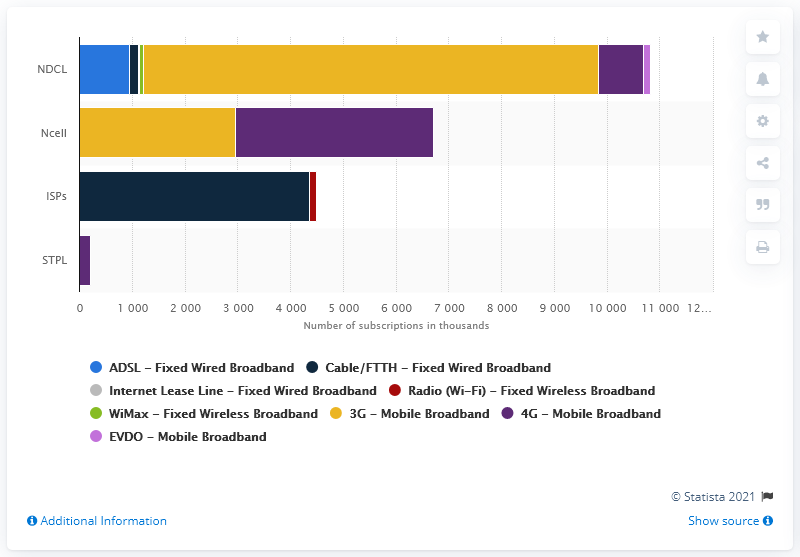 NDCL
Ncell
ISPs
STPL
0 1 000 2 000 3 000 4 000 5 000 6 000 7 000 8 000 9 000 10 000 11 000 12...
Number of subscriptions in thousands
ADSL – Fixed Wired Broadband Cable/FTTH – Fixed Wired Broadband
Internet Lease Line – Fixed Wired Broadband Radio (Wi-Fi) – Fixed Wireless Broadband
WiMax – Fixed Wireless Broadband 3G – Mobile Broadband 4G – Mobile Broadband
EVDO – Mobile Broadband
© Statista 2021
Additional Information Show source